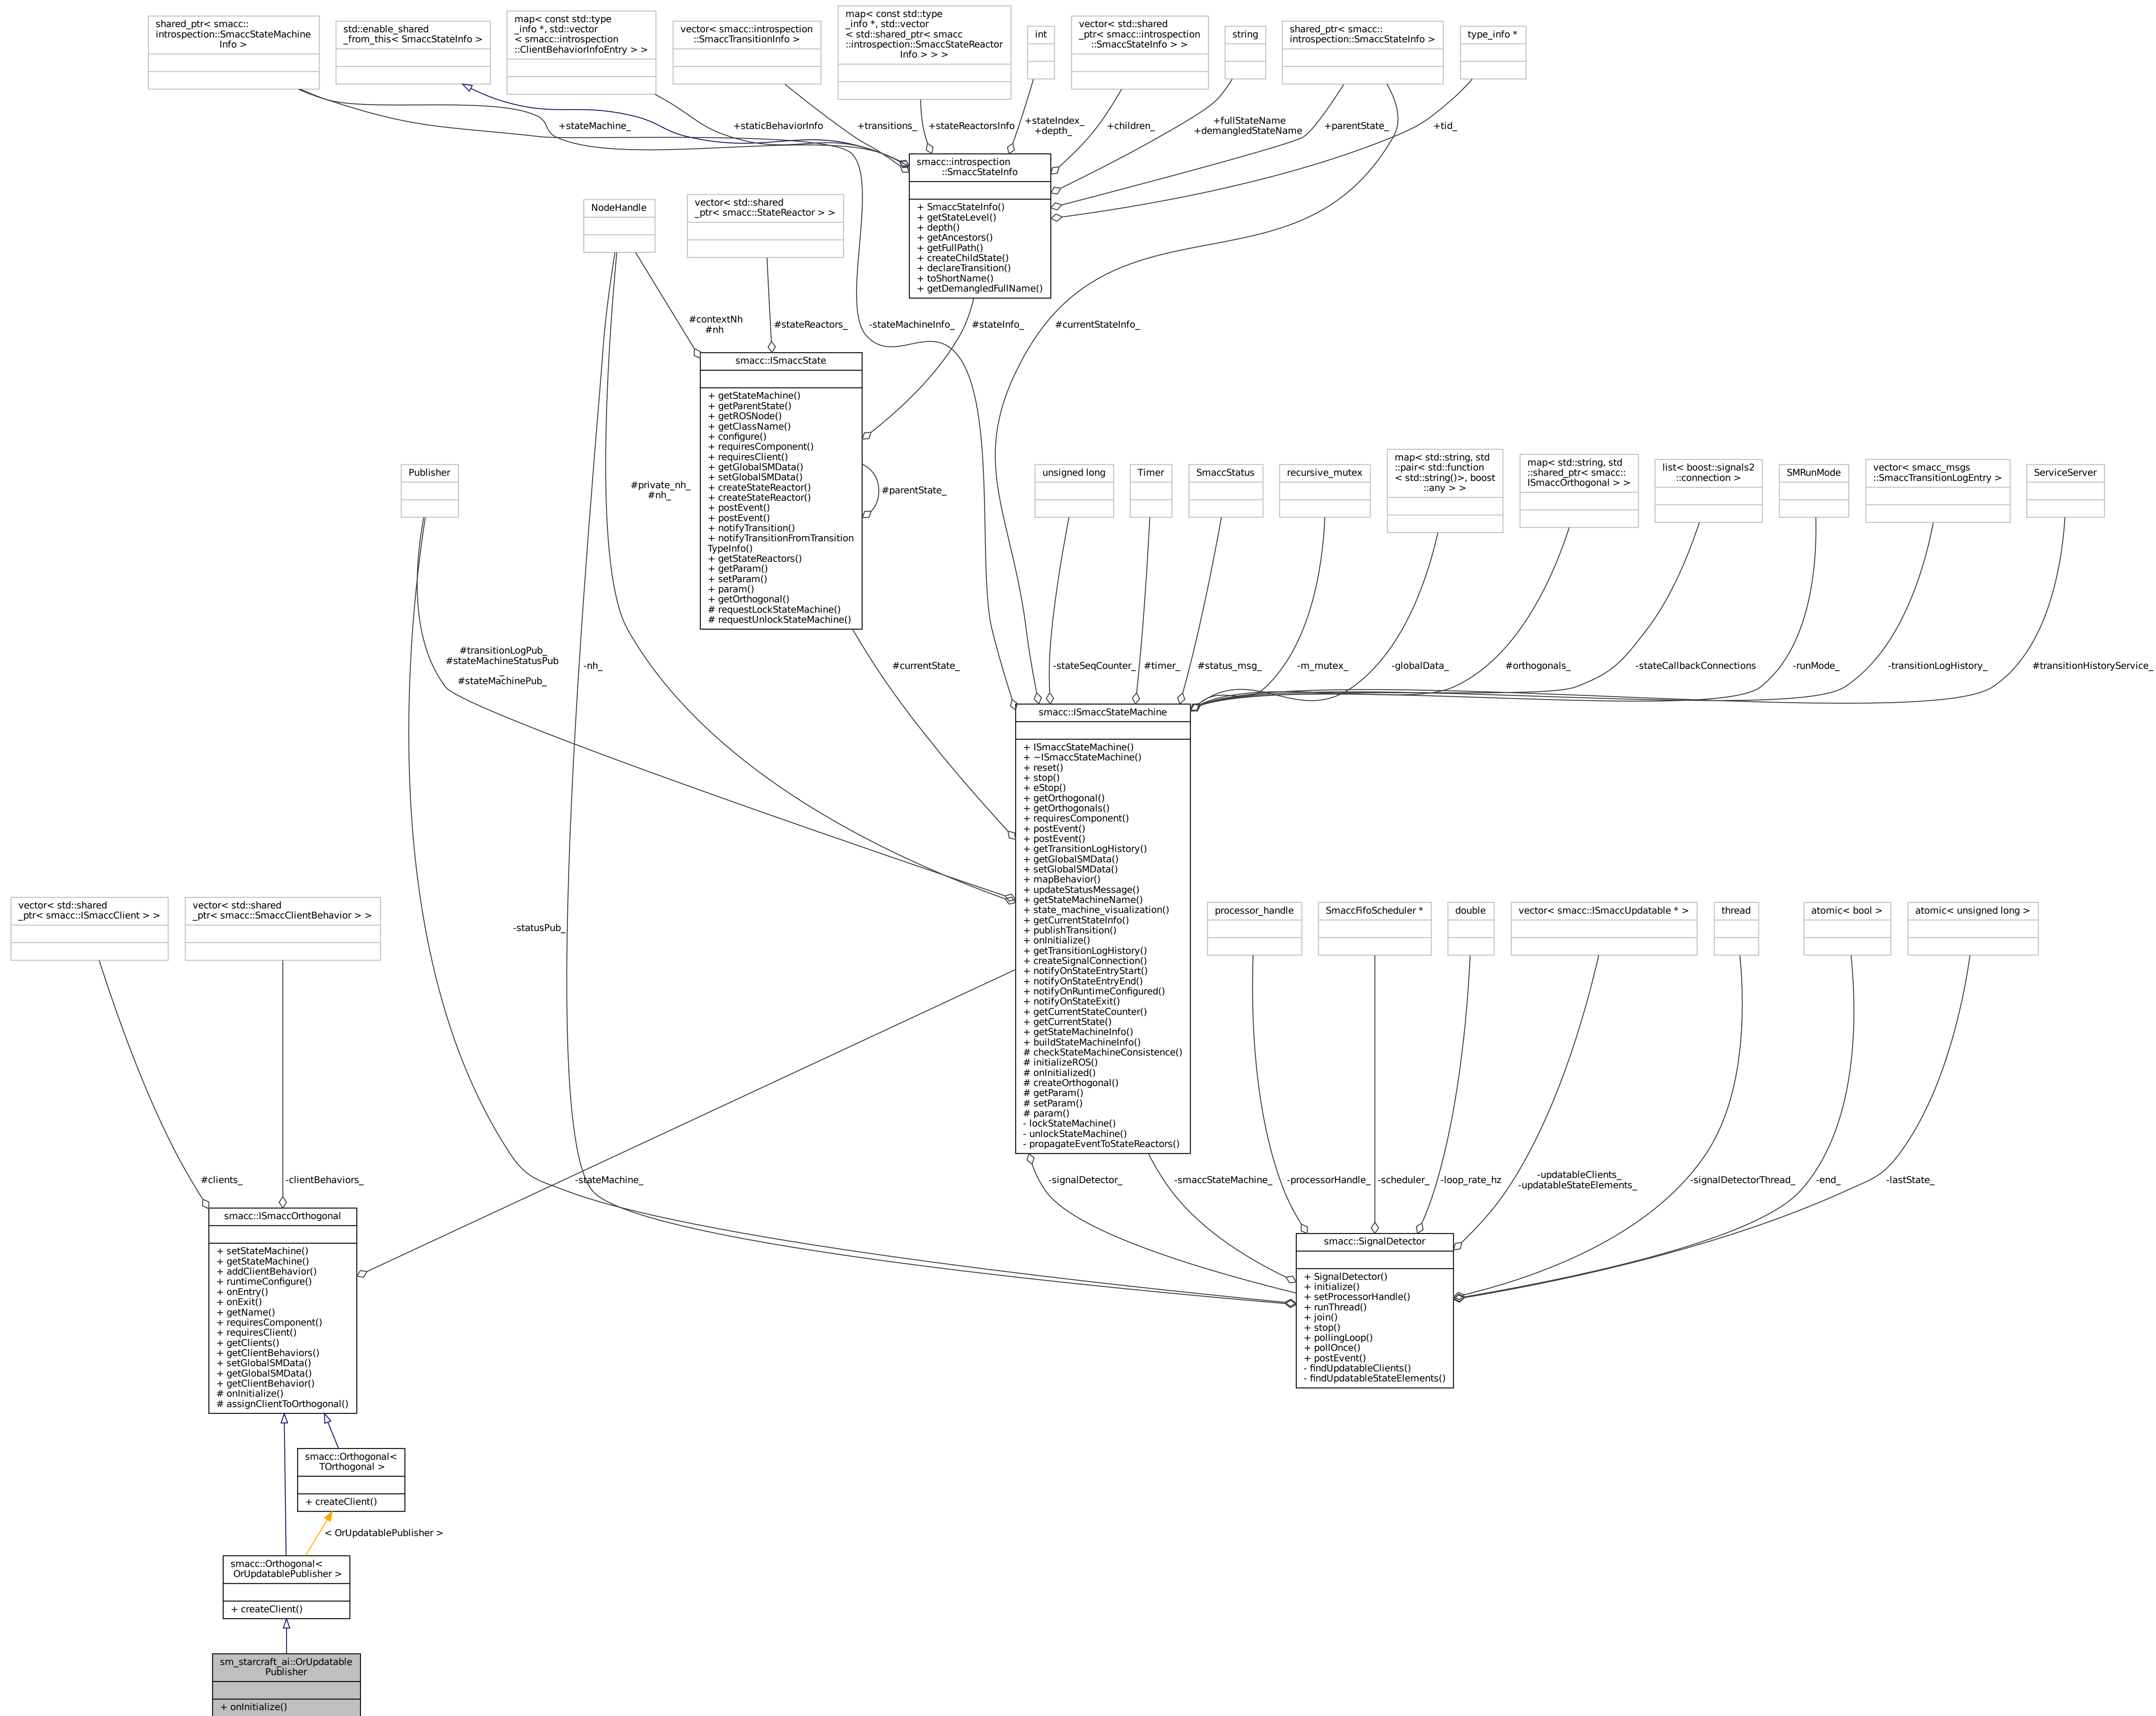 shared_ptr< smacc::
introspection::SmaccStateMachine
Info >
std::enable_shared
_from_this< SmaccStateInfo >
map< const std::type
_info *, std::vector
< smacc::introspection
::ClientBehaviorInfoEntry > >
vector< smacc::introspection
::SmaccTransitionInfo >
map< const std::type
_info *, std::vector
< std::shared_ptr< smacc
::introspection::SmaccStateReactor
Info > > >
int
vector< std::shared
_ptr< smacc::introspection
::SmaccStateInfo > >
string
shared_ptr< smacc::
introspection::SmaccStateInfo >
type_info *
+stateMachine_
+staticBehaviorInfo
+transitions_
+stateReactorsInfo
+stateIndex_
+depth_
+children_
+fullStateName
+demangledStateName
+parentState_
+tid_
smacc::introspection
::SmaccStateInfo
+ SmaccStateInfo()
+ getStateLevel()
+ depth()
+ getAncestors()
+ getFullPath()
+ createChildState()
+ declareTransition()
+ toShortName()
+ getDemangledFullName()
NodeHandle
vector< std::shared
_ptr< smacc::StateReactor > >
#contextNh
#nh
#stateReactors_
-stateMachineInfo_
#stateInfo_
#currentStateInfo_
smacc::ISmaccState
+ getStateMachine()
+ getParentState()
+ getROSNode()
+ getClassName()
+ configure()
+ requiresComponent()
+ requiresClient()
+ getGlobalSMData()
+ setGlobalSMData()
+ createStateReactor()
+ createStateReactor()
+ postEvent()
+ postEvent()
+ notifyTransition()
+ notifyTransitionFromTransition
TypeInfo()
+ getStateReactors()
+ getParam()
+ setParam()
+ param()
+ getOrthogonal()
# requestLockStateMachine()
# requestUnlockStateMachine()
#parentState_
Publisher
#private_nh_
#nh_
unsigned long
Timer
SmaccStatus
recursive_mutex
map< std::string, std
::pair< std::function
< std::string()>, boost
::any > >
map< std::string, std
::shared_ptr< smacc::
ISmaccOrthogonal > >
list< boost::signals2
::connection >
SMRunMode
vector< smacc_msgs
::SmaccTransitionLogEntry >
ServiceServer
#transitionLogPub_
#stateMachineStatusPub
_
#stateMachinePub_
-nh_
#currentState_
-stateSeqCounter_
#timer_
#status_msg_
-m_mutex_
-globalData_
#orthogonals_
-stateCallbackConnections
-runMode_
-transitionLogHistory_
#transitionHistoryService_
smacc::ISmaccStateMachine
+ ISmaccStateMachine()
+ ~ISmaccStateMachine()
+ reset()
+ stop()
+ eStop()
+ getOrthogonal()
+ getOrthogonals()
+ requiresComponent()
+ postEvent()
+ postEvent()
+ getTransitionLogHistory()
+ getGlobalSMData()
+ setGlobalSMData()
+ mapBehavior()
+ updateStatusMessage()
+ getStateMachineName()
+ state_machine_visualization()
+ getCurrentStateInfo()
+ publishTransition()
+ onInitialize()
+ getTransitionLogHistory()
+ createSignalConnection()
+ notifyOnStateEntryStart()
+ notifyOnStateEntryEnd()
+ notifyOnRuntimeConfigured()
+ notifyOnStateExit()
+ getCurrentStateCounter()
+ getCurrentState()
+ getStateMachineInfo()
+ buildStateMachineInfo()
# checkStateMachineConsistence()
# initializeROS()
# onInitialized()
# createOrthogonal()
# getParam()
# setParam()
# param()
- lockStateMachine()
- unlockStateMachine()
- propagateEventToStateReactors()
vector< std::shared
_ptr< smacc::ISmaccClient > >
vector< std::shared
_ptr< smacc::SmaccClientBehavior > >
-statusPub_
processor_handle
SmaccFifoScheduler *
double
vector< smacc::ISmaccUpdatable * >
thread
atomic< bool >
atomic< unsigned long >
#clients_
-clientBehaviors_
-stateMachine_
-signalDetector_
-smaccStateMachine_
-processorHandle_
-scheduler_
-loop_rate_hz
-updatableClients_
-updatableStateElements_
-signalDetectorThread_
-end_
-lastState_
smacc::ISmaccOrthogonal
+ setStateMachine()
+ getStateMachine()
+ addClientBehavior()
+ runtimeConfigure()
+ onEntry()
+ onExit()
+ getName()
+ requiresComponent()
+ requiresClient()
+ getClients()
+ getClientBehaviors()
+ setGlobalSMData()
+ getGlobalSMData()
+ getClientBehavior()
# onInitialize()
# assignClientToOrthogonal()
smacc::SignalDetector
+ SignalDetector()
+ initialize()
+ setProcessorHandle()
+ runThread()
+ join()
+ stop()
+ pollingLoop()
+ pollOnce()
+ postEvent()
- findUpdatableClients()
- findUpdatableStateElements()
smacc::Orthogonal<
TOrthogonal >
+ createClient()
< OrUpdatablePublisher >
smacc::Orthogonal<
OrUpdatablePublisher >
+ createClient()
sm_starcraft_ai::OrUpdatable
Publisher
+ onInitialize()